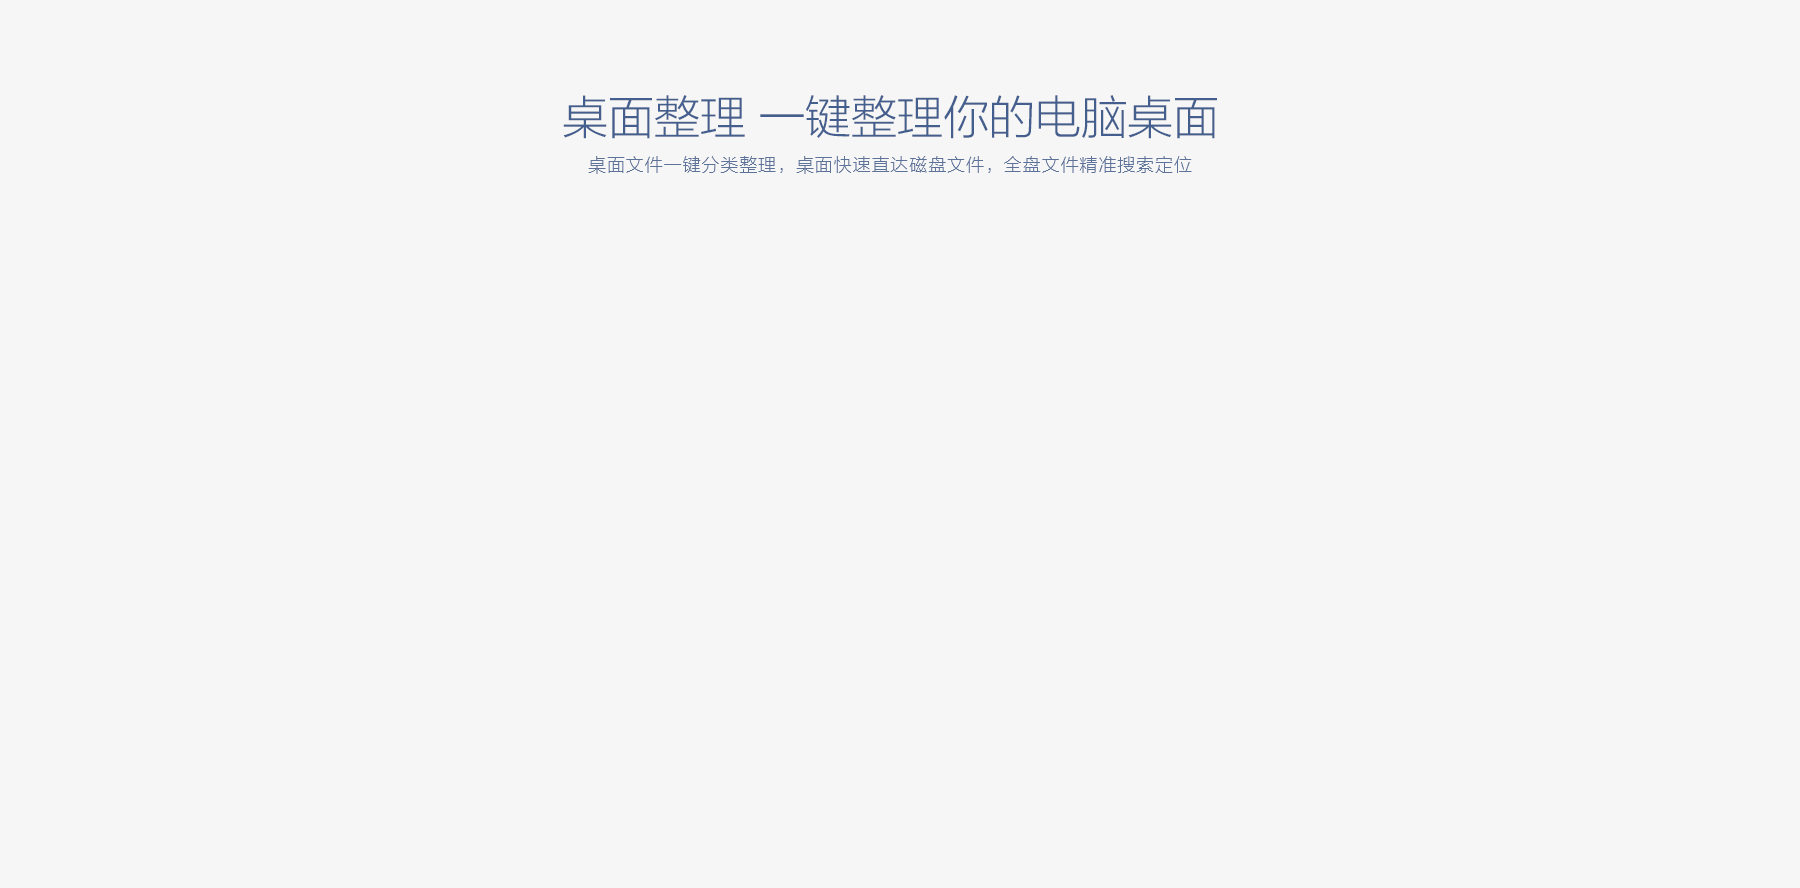 桌面整理 一键整理你的电脑桌面
桌面文件一键分类整理，桌面快速直达磁盘文件，全盘文件精准搜索定位